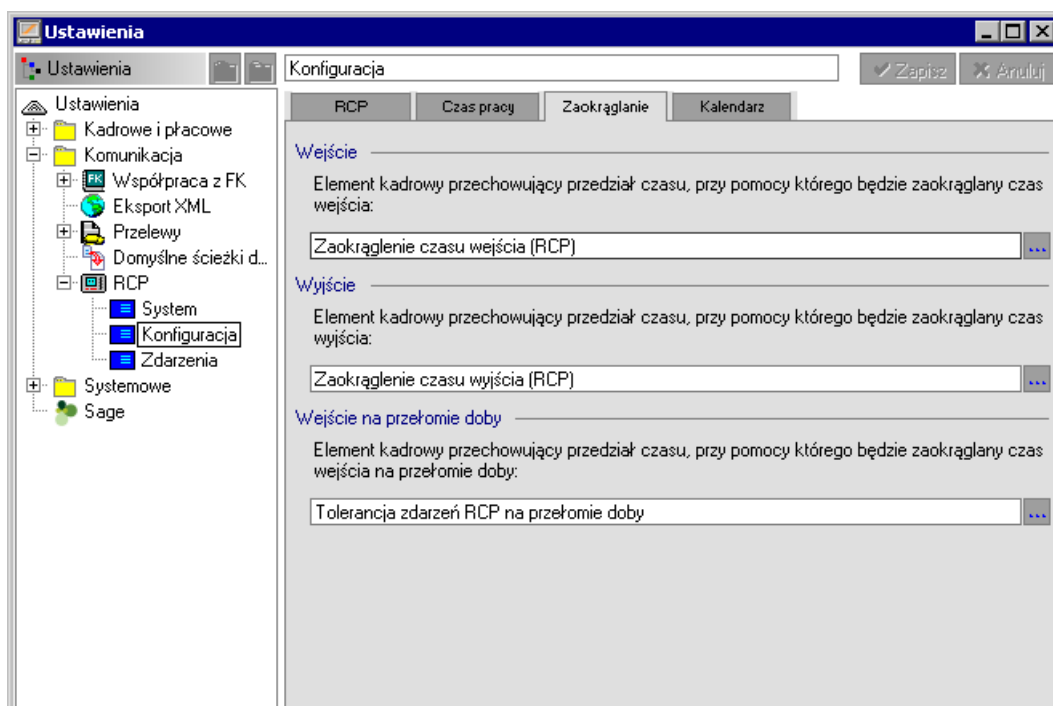 Ustawienia
Ustawienia
Konfiguracja
Zapisz
Anuluj
Ustawienia
Kadrowe i płacowe
Komunikacja
Współpraca z FK
Eksport XML
Przelewy
Domyślne ścieżki d...
RCP
System
Konfiguracja
Zdarzenia
Systemowe
Sage
RCP
Czas pracy
Zaokrąglanie
Kalendarz
Wejście
Element kadrowy przechowujący przedział czasu, przy pomocy którego będzie zaokrąglany czas
wejścia:
Zaokrąglenie czasu wejścia (RCP)
...
Wyjście
Element kadrowy przechowujący przedział czasu, przy pomocy którego będzie zaokrąglany czas
wyjścia:
Zaokrąglenie czasu wyjścia (RCP)
...
Wejście na przełomie doby
Element kadrowy przechowujący przedział czasu, przy pomocy którego będzie zaokrąglany czas
wejścia na przełomie doby:
Tolerancja zdarzeń RCP na przełomie doby
...